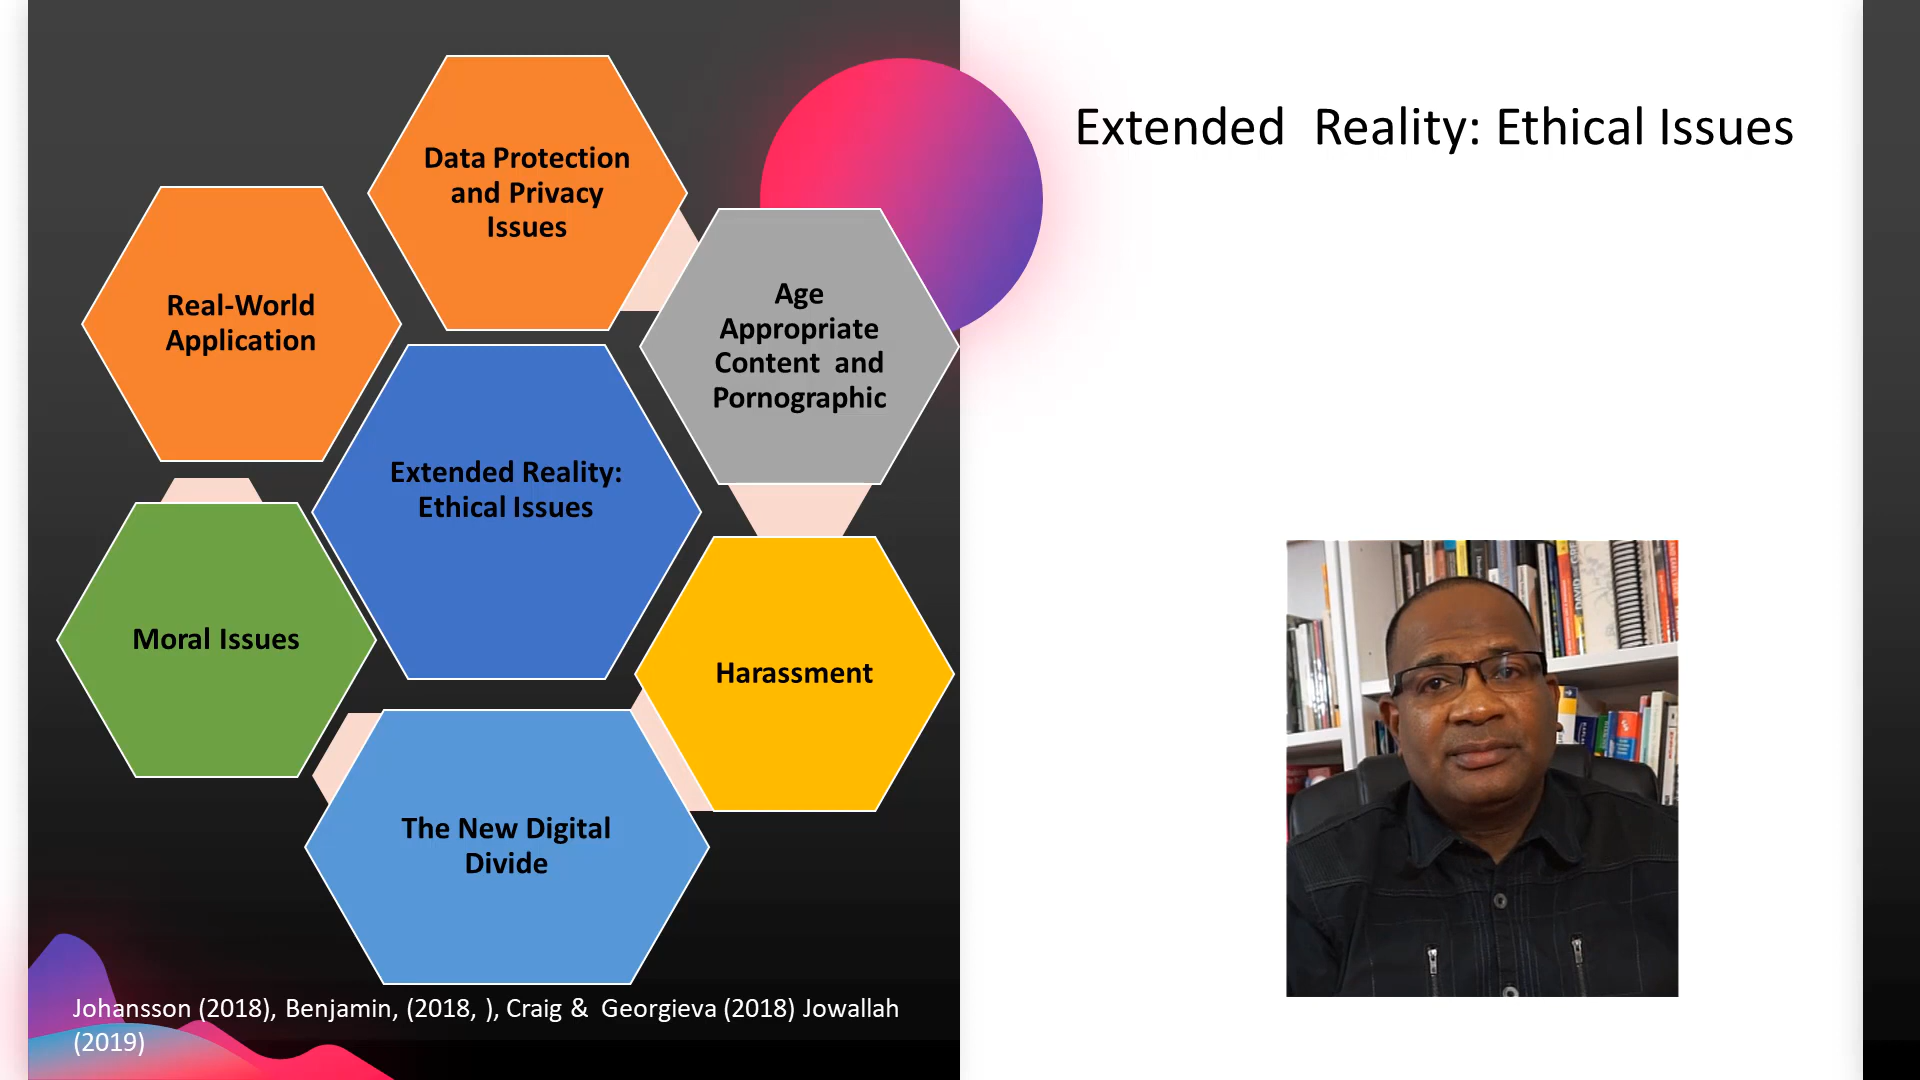 Extended  Reality: Ethical Issues
Data Protection
and Privacy
Issues
Real-World
Application
Age
Appropriate
Content  and
Pornographic
Extended Reality:
Ethical Issues
Moral Issues
Harassment
The New Digital
Divide
Johansson (2018), Benjamin, (2018, ), Craig &  Georgieva (2018) Jowallah
(2019)